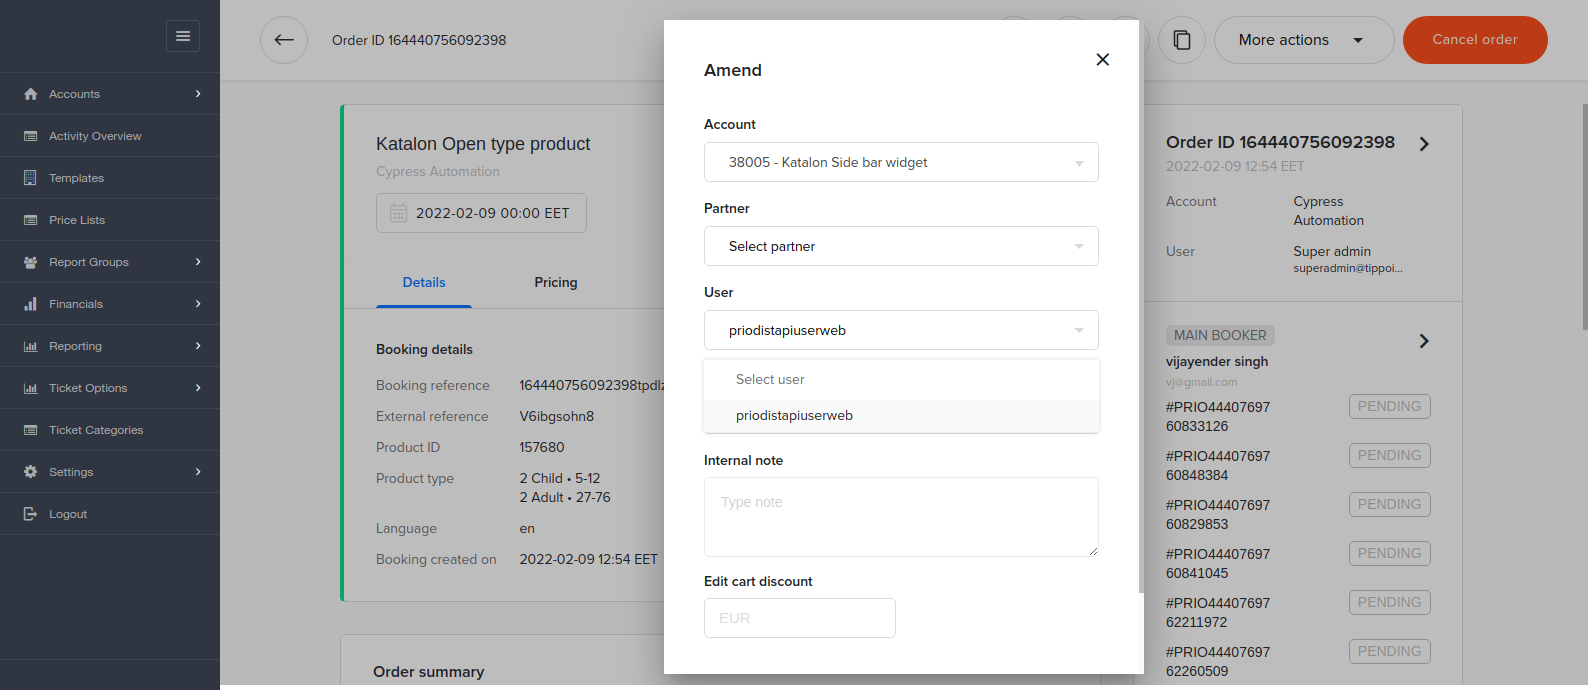 Accounts
Activity Overview
Templates
Price Lists
Report Groups
Financials
Reporting
Ticket Options
Ticket Categories
Settings
Logout
Order ID 164440756092398
More actions
Cancel order
Katalon Open type product
Cypress Automation
2022-02-09 00:00 EET
Details
Pricing
Booking details
Booking reference 164440756092398tpdlz
External reference V6ibgsohn8
Product ID 157680
Product type 2 Child • 5-12
2 Adult • 27-76
Language en
Booking created on 2022-02-09 12:54 EET
Order summary
Amend
Account
38005 - Katalon Side bar widget
Partner
Select partner
User
priodistapiuserweb
Select user
priodistapiuserweb
Internal note
Type note
Edit cart discount
EUR
Order ID 164440756092398
2022-02-09 12:54 EET
Account Cypress
Automation
User Super admin
superadmin@tippoi...
MAIN BOOKER
vijayender singh
vj@gmail.com
#PRIO44407697 PENDING
60833126
#PRIO44407697 PENDING
60848384
#PRIO44407697 PENDING
60829853
#PRIO44407697 PENDING
60841045
#PRIO44407697 PENDING
62211972
#PRIO44407697 PENDING
62260509